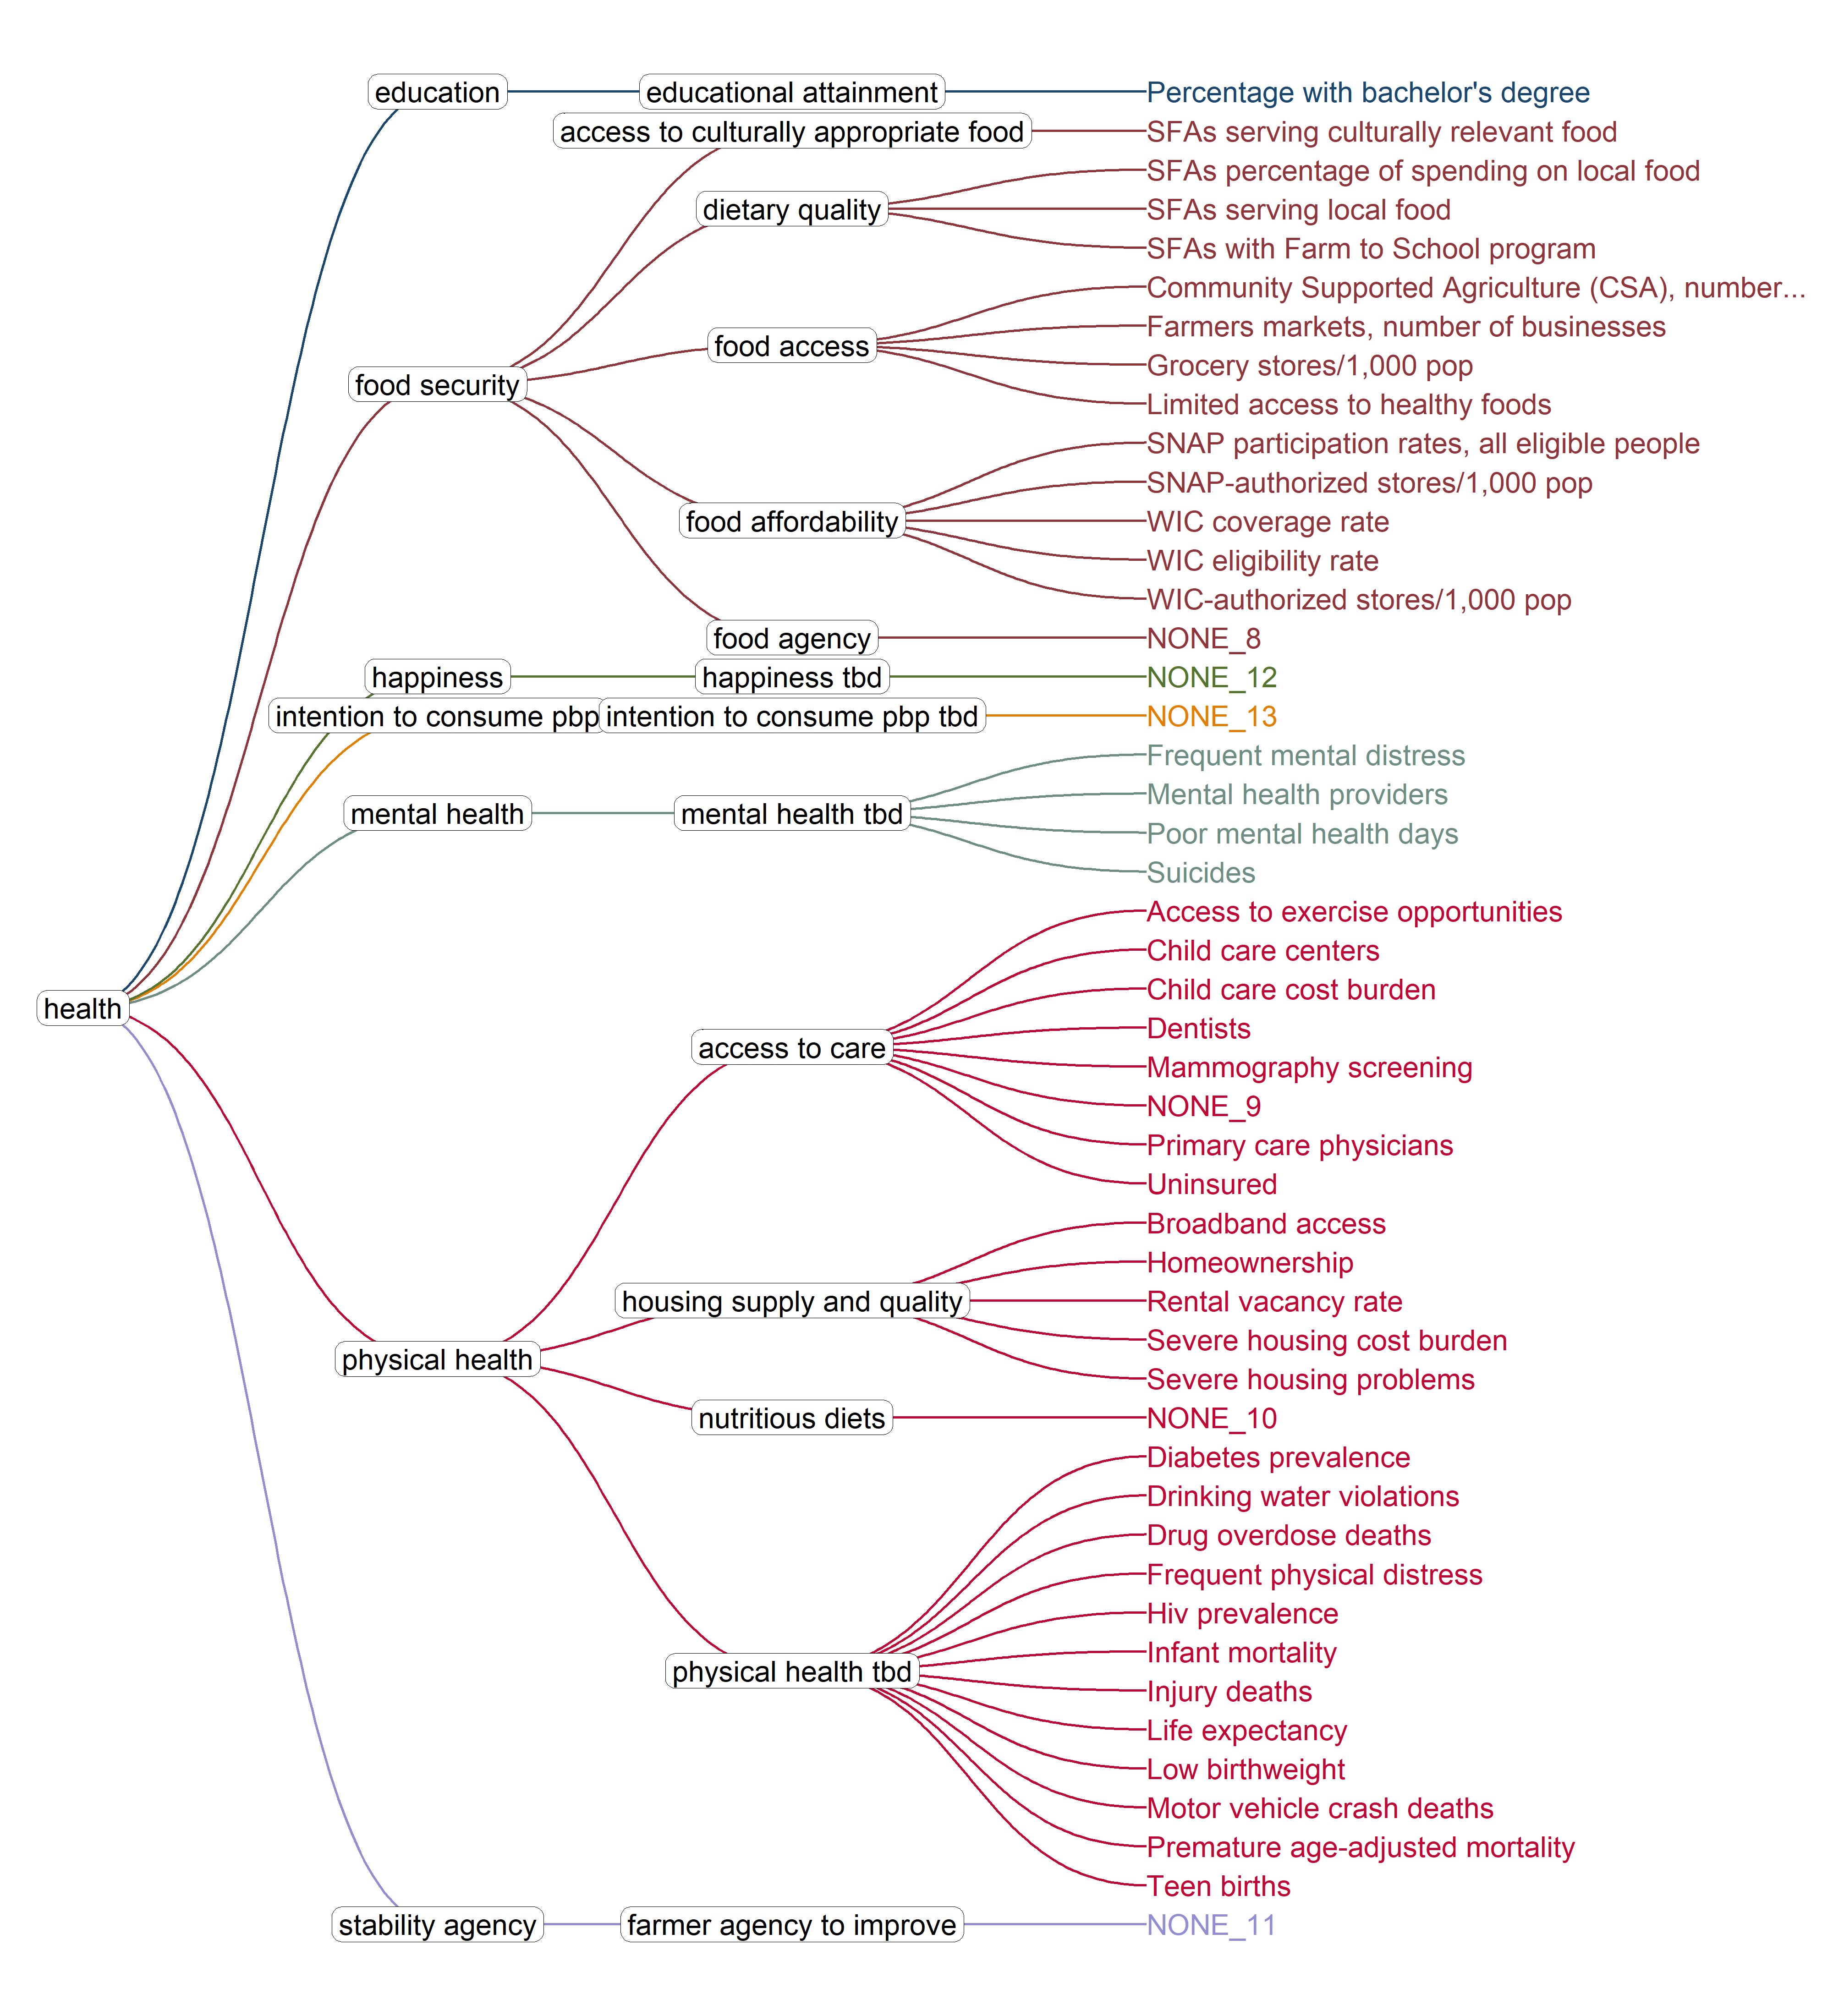 education
educational attainment
Percentage with bachelor's degree
access to culturally appropriate food
SFAs serving culturally relevant food
SFAs percentage of spending on local food
dietary quality
SFAs serving local food
SFAs with Farm to School program
Community Supported Agriculture (CSA), number...
Farmers markets, number of businesses
food access
Grocery stores/1,000 pop
food security
Limited access to healthy foods
SNAP participation rates, all eligible people
SNAP-authorized stores/1,000 pop
food affordability
WIC coverage rate
WIC eligibility rate
WIC-authorized stores/1,000 pop
food agency
NONE_8
happiness
happiness tbd
NONE_12
intention to consume pbp
intention to consume pbp tbd
NONE_13
Frequent mental distress
Mental health providers
mental health
mental health tbd
Poor mental health days
Suicides
Access to exercise opportunities
Child care centers
Child care cost burden
health
Dentists
access to care
Mammography screening
NONE_9
Primary care physicians
Uninsured
Broadband access
Homeownership
housing supply and quality
Rental vacancy rate
Severe housing cost burden
physical health
Severe housing problems
nutritious diets
NONE_10
Diabetes prevalence
Drinking water violations
Drug overdose deaths
Frequent physical distress
Hiv prevalence
Infant mortality
physical health tbd
Injury deaths
Life expectancy
Low birthweight
Motor vehicle crash deaths
Premature age-adjusted mortality
Teen births
stability agency
farmer agency to improve
NONE_11